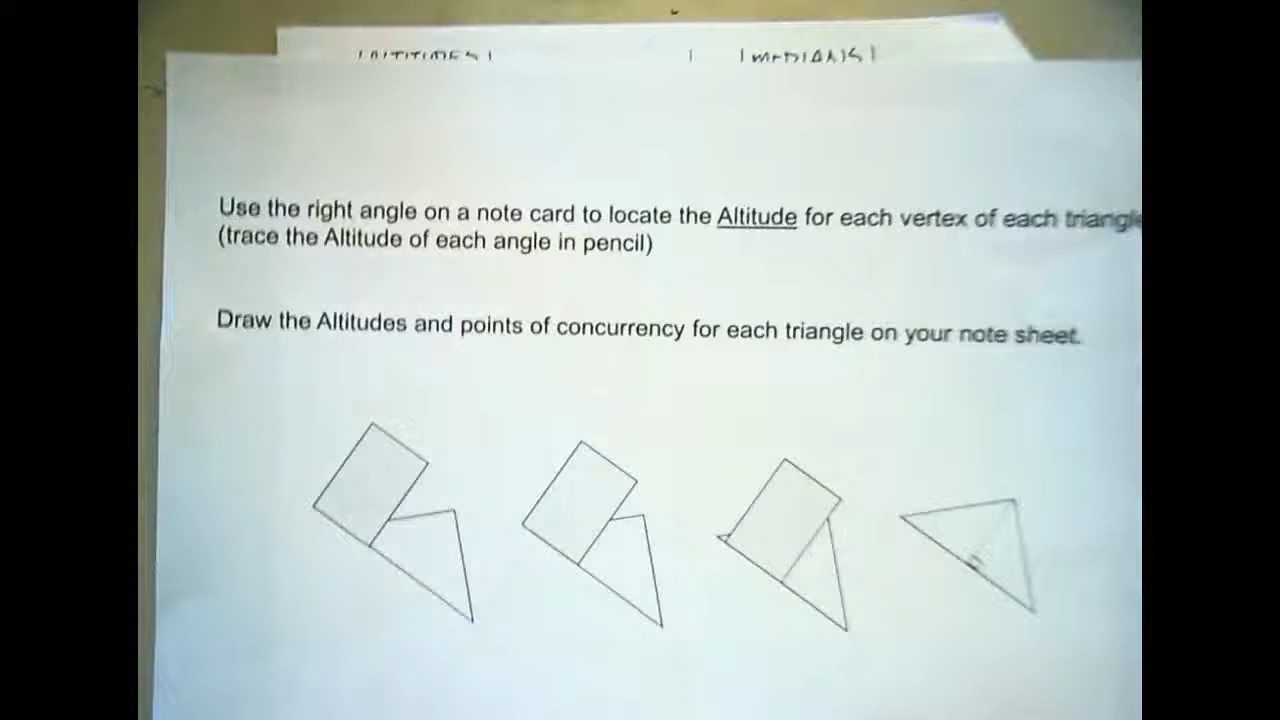 Use the right angle on a note card to locate the Altitude for each vertex of each triangle
(trace the Altitude of each angle in pencil)
Draw the Altitudes and points of concurrency for each triangle on your note sheet.